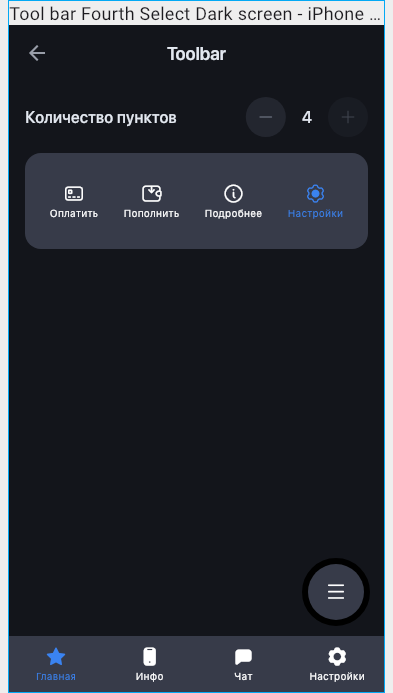 Tool bar Fourth Select Dark screen - iPhone ...
Toolbar
Количество пунктов 4
Оплатить Пополнить Подробнее Настройки
Главная Инфо Чат Настройки